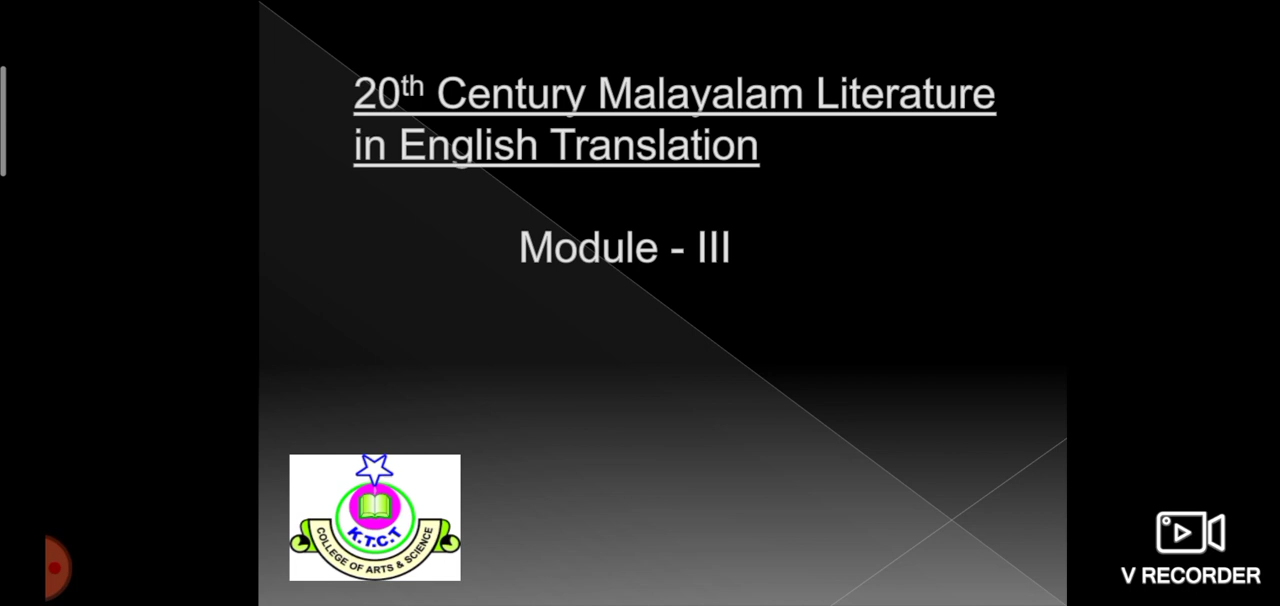 20th Century Malayalam Literature
in English Translation
Module - III
K.T.C.T
COLLEGE OF ARTS & SCIENCE
V RECORDER